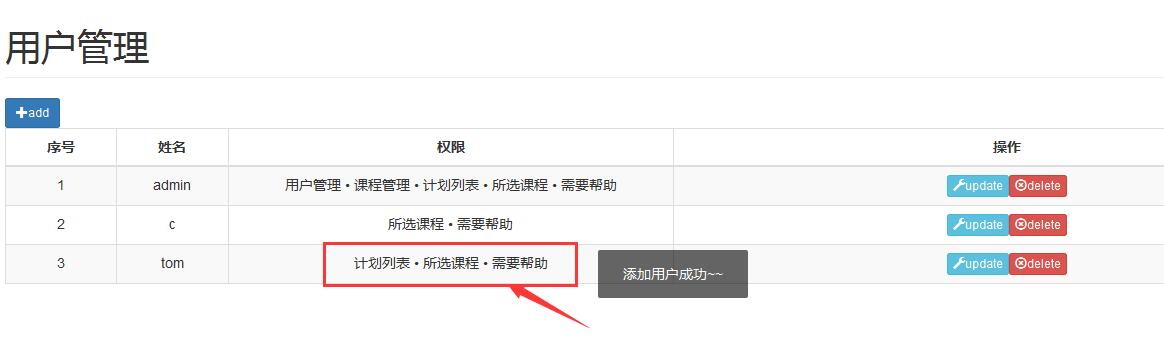 用户管理
add
序号 姓名 权限 操作
1 admin 用户管理 • 课程管理 • 计划列表 • 所选课程 • 需要帮助 update delete
2 c 所选课程 • 需要帮助 update delete
3 tom 计划列表 • 所选课程 • 需要帮助 update delete
添加用户成功~~